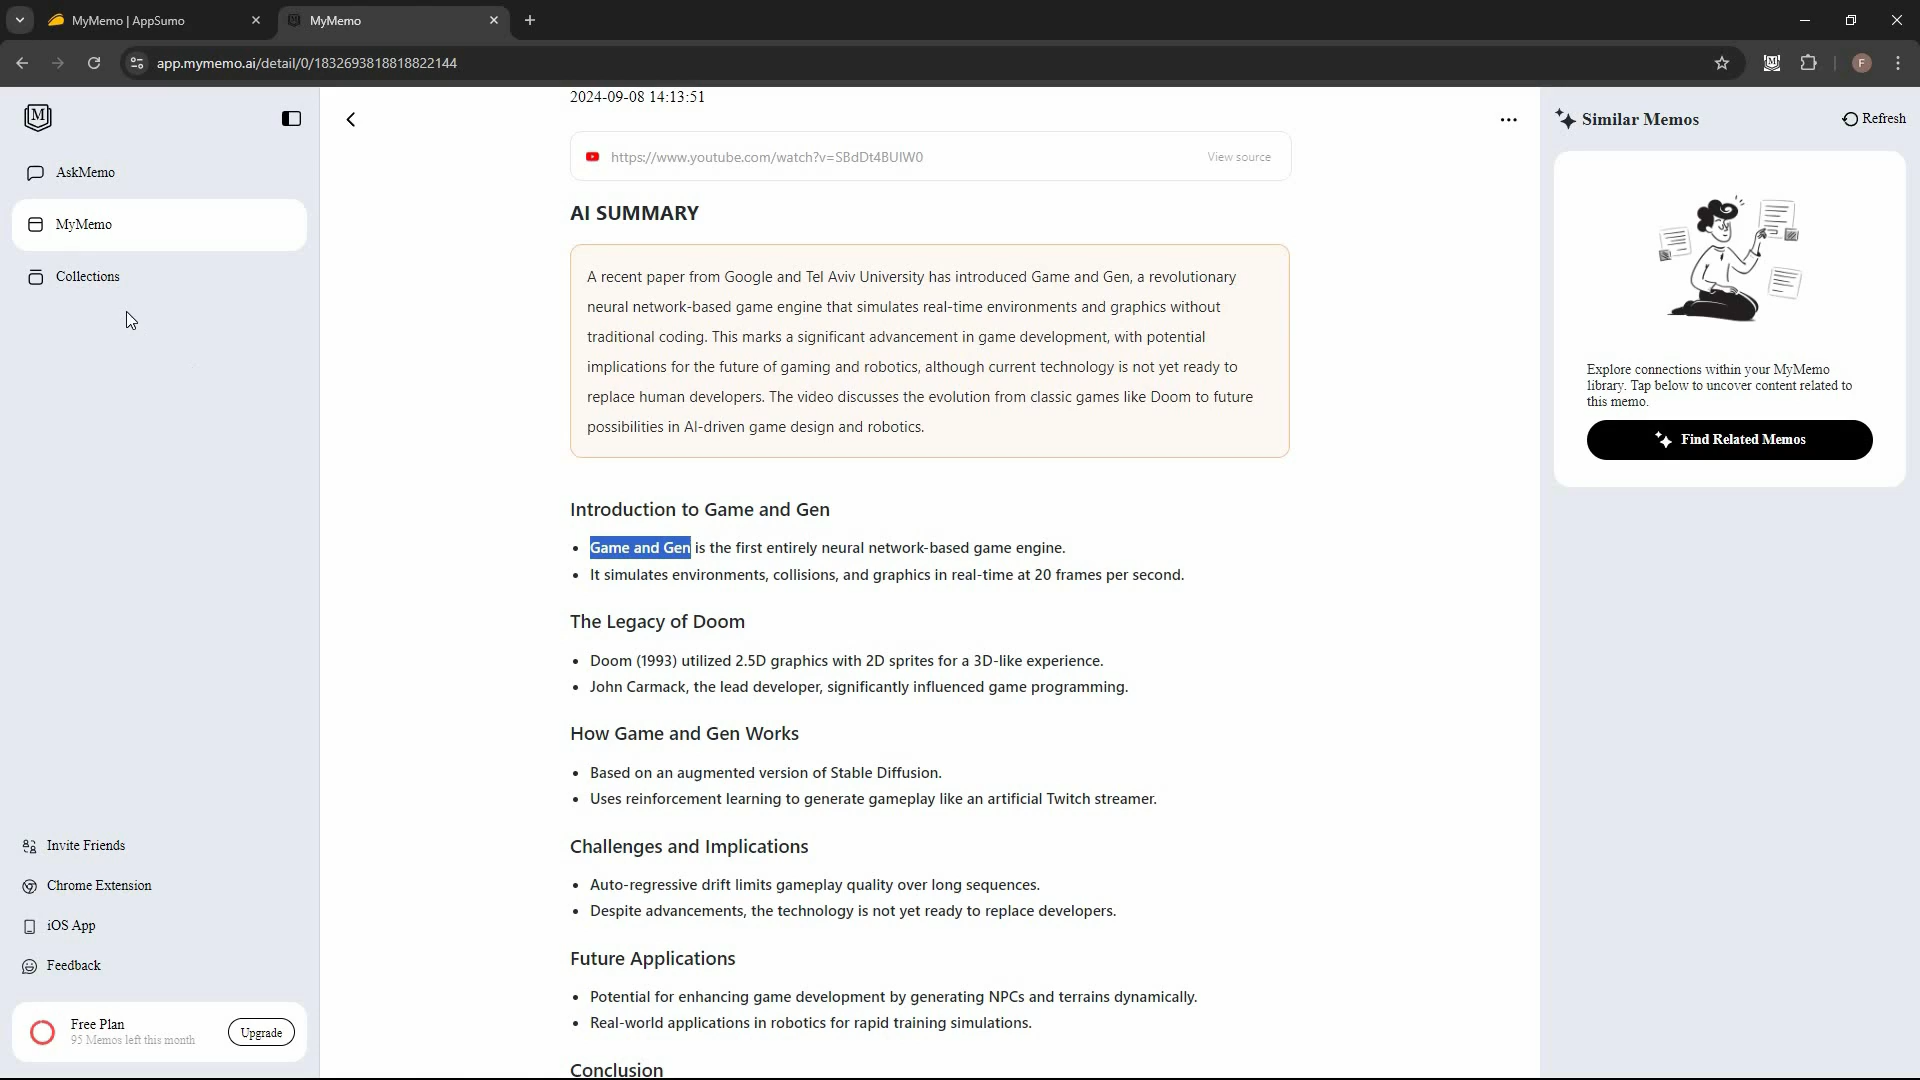 MyMemo | AppSumo
MyMemo
app.mymemo.ai/detail/0/1832693818818822144
F
M
AskMemo
MyMemo
Collections
Invite Friends
Chrome Extension
iOS App
Feedback
Free Plan
95 Memos left this month
Upgrade
2024-09-08 14:13:51
https://www.youtube.com/watch?v=SBdDt4BUIW0
View source
AI SUMMARY
A recent paper from Google and Tel Aviv University has introduced Game and Gen, a revolutionary
neural network-based game engine that simulates real-time environments and graphics without
traditional coding. This marks a significant advancement in game development, with potential
implications for the future of gaming and robotics, although current technology is not yet ready to
replace human developers. The video discusses the evolution from classic games like Doom to future
possibilities in AI-driven game design and robotics.
Introduction to Game and Gen
• Game and Gen is the first entirely neural network-based game engine.
• It simulates environments, collisions, and graphics in real-time at 20 frames per second.
The Legacy of Doom
• Doom (1993) utilized 2.5D graphics with 2D sprites for a 3D-like experience.
• John Carmack, the lead developer, significantly influenced game programming.
How Game and Gen Works
• Based on an augmented version of Stable Diffusion.
• Uses reinforcement learning to generate gameplay like an artificial Twitch streamer.
Challenges and Implications
• Auto-regressive drift limits gameplay quality over long sequences.
• Despite advancements, the technology is not yet ready to replace developers.
Future Applications
• Potential for enhancing game development by generating NPCs and terrains dynamically.
• Real-world applications in robotics for rapid training simulations.
Conclusion
Similar Memos
Refresh
Explore connections within your MyMemo
library. Tap below to uncover content related to
this memo.
Find Related Memos